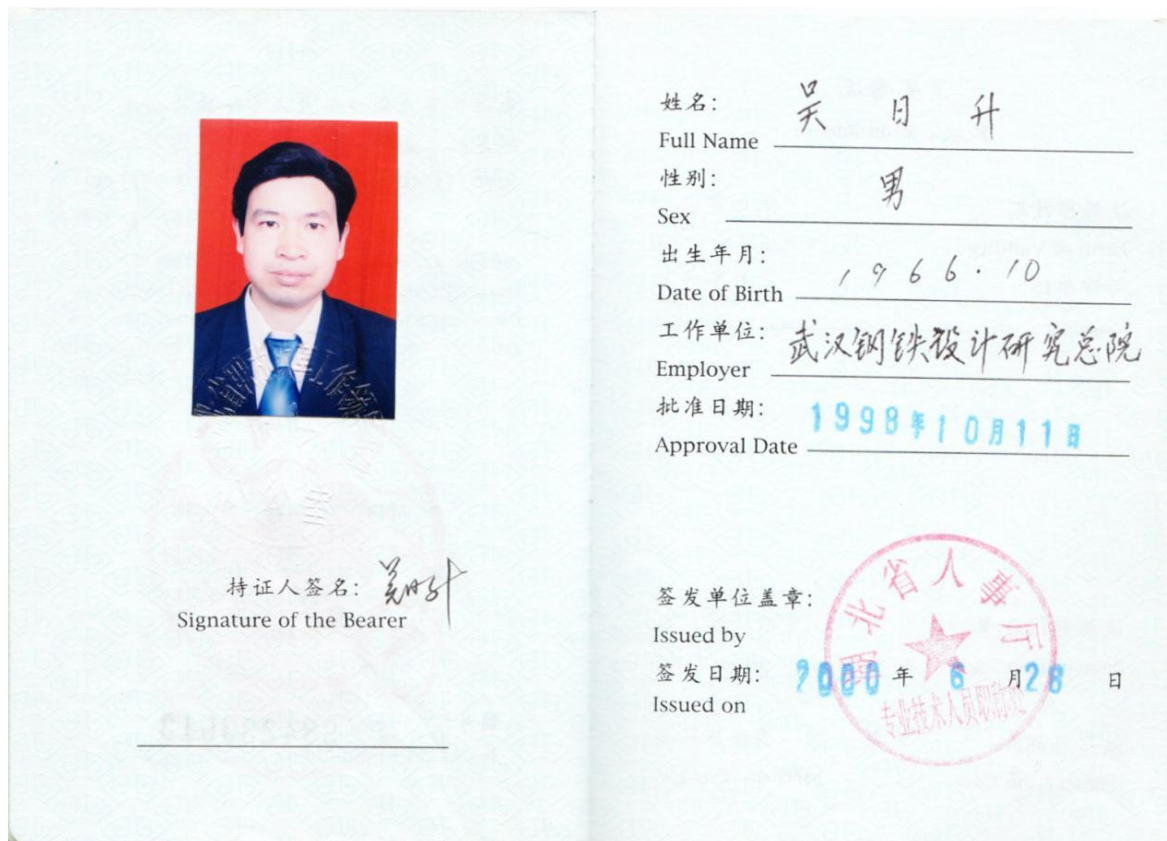 持证人签名:
Signature of the Bearer
姓名: 吴日升
Full Name
性别: 男
Sex
出生年月: 1966.10
Date of Birth
工作单位: 武汉钢铁设计研究总院
Employer
批准日期: 1998年10月11日
Approval Date
签发单位盖章:
Issued by
签发日期: 2000年6月28日
Issued on
湖北省人事厅
专业技术人员职称处